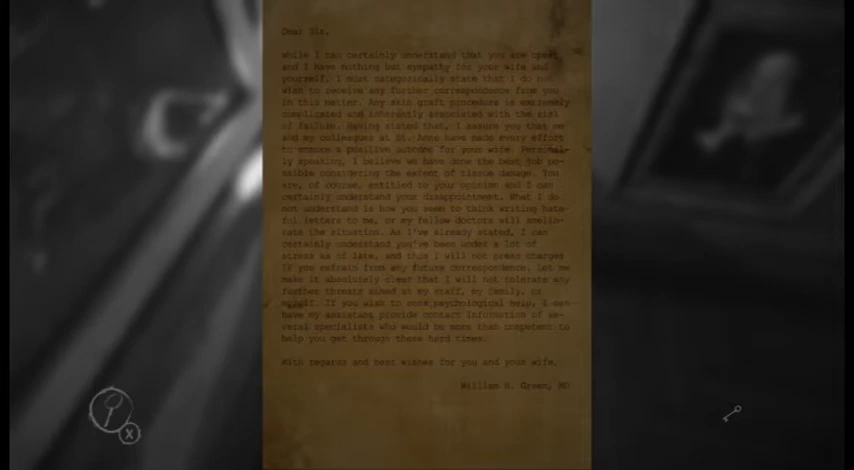 Dear Sir,
while I can certainly understand that you are upset
and I have nothing but sympathy for your wife and
yourself, I must categorically state that I do not
wish to receive any further correspondence from you
in this matter. Any skin graft procedure is extremely
complicated and inherently associated with the risk
of failure. Having stated that, I assure you that me
and my colleagues at St. Anns have made every effort
to ensure a positive outcome for your wife. Personal-
ly speaking, I believe we have done the best job po-
ssible considering the extent of tissue damage. You
are, of course, entitled to your opinion and I can
certainly understand your disappointment. What I do
not understand is how you seem to think writing hate-
ful letters to me, or my fellow doctors will amelio-
rate the situation. As I've already stated, I can
certainly understand you've been under a lot of
stress as of late, and thus I will not press charges
if you refrain from any future correspondence. Let me
make it absolutely clear that I will not tolerate any
further threats aimed at my staff, my family, or
myself. If you wish to seek psychological help, I can
have my assistant provide contact information of se-
veral specialists who would be more than competent to
help you get through these hard times.
With regards and best wishes for you and your wife,
William H. Green, MD
X